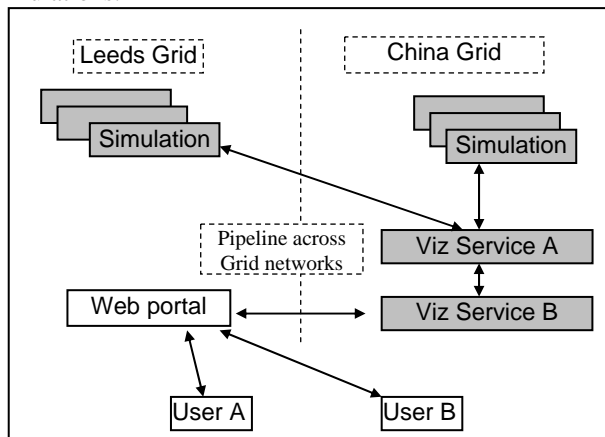 Leeds Grid
China Grid
Simulation
Simulation
Pipeline across
Grid networks
Viz Service A
Web portal
Viz Service B
User A
User B